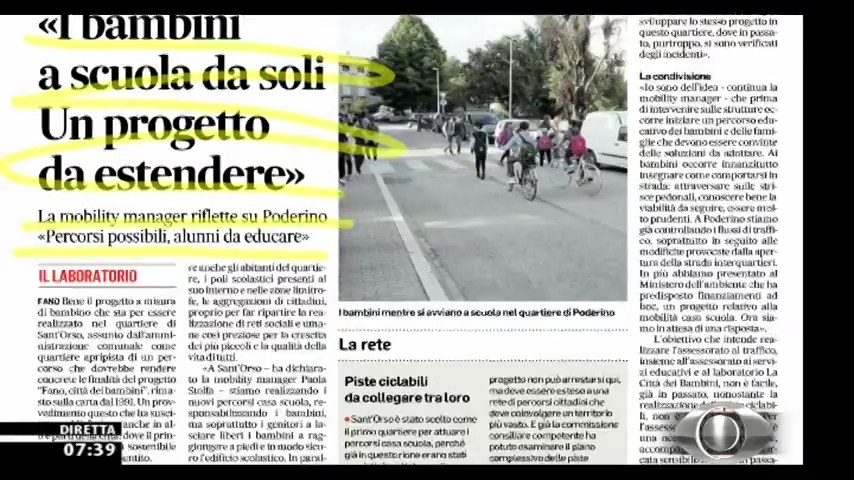 «I bambini
a scuola da soli
Un progetto
da estendere»
La mobility manager riflette su Poderino
«Percorsi possibili, alunni da educare»
IL LABORATORIO
FANO Bene il progetto a misura
di bambino che sta per essere
realizzato nel quartiere di
Sant'Orso, assunto dall'ammi-
nistrazione comunale come
quartiere apripista di un per-
corso che dovrebbe rendere
concrete le finalità del progetto
"Fano, città dei bambini", rima-
sto sulla carta dal 1991. Un prov-
vedimento questo che ha susci-
anche in al-
dove il prin-
sostenibile
sentito.
re anche gli abitanti del quartie-
re, i poli scolastici presenti al
suo interno e nelle zone limitro-
fe, le aggregazioni di cittadini,
proprio per far ripartire la rea-
lizzazione di reti sociali e uma-
ne così preziose per la crescita
dei più piccoli e la qualità della
vita di tutti.
«A Sant'Orso - ha dichiara-
to la mobility manager Paola
Stolfa - stiamo realizzando i
nuovi percorsi casa scuola, re-
sponsabilizzando i bambini,
ma soprattutto i genitori a la-
sciare liberi i bambini a rag-
giungere a piedi e in modo sicu-
ro l'edificio scolastico. In paral-
I bambini mentre si avviano a scuola nel quartiere di Poderino
La rete
Piste ciclabili
da collegare tra loro
Sant'Orso è stato scelto come
il primo quartiere per attuare i
percorsi casa scuola, perché
già in questo rione erano stati
progetto non può arrestarsi qui,
ma deve essere esteso a una
rete di percorsi cittadini che
deve coinvolgere un territorio
più vasto. E già la commissione
consiliare competente ha
potuto esaminare il piano
complessivo delle piste
sviluppare lo stesso progetto in
questo quartiere, dove in passa-
to, purtroppo, si sono verificati
degli incidenti».
La condivisione
«Io sono dell'idea - continua la
mobility manager - che prima
di intervenire sulle strutture oc-
corre iniziare un percorso edu-
cativo dei bambini e delle fami-
glie che devono essere convinte
delle soluzioni da adottare. Ai
bambini occorre innanzitutto
insegnare come comportarsi in
strada: attraversare sulle stri-
sce pedonali, conoscere bene la
viabilità da seguire, essere mol-
to prudenti. A Poderino stiamo
già controllando i flussi di traffi-
co, soprattutto in seguito alle
modifiche provocate dalla aper-
tura della strada interquartieri.
In più abbiamo presentato al
Ministero dell'ambiente che ha
predisposto finanziamenti ad
hoc, un progetto relativo alla
mobilità casa scuola. Ora sia-
mo in attesa di una risposta».
L'obiettivo che intende rea-
lizzare l'assessorato al traffico,
insieme all'assessorato ai servi-
zi educativi e al laboratorio La
Città dei Bambini, non è facile,
già in passato, nonostante la
realizzazione
l'assessorato
una
accompa
cata sensibil
DIRETTA
07:39